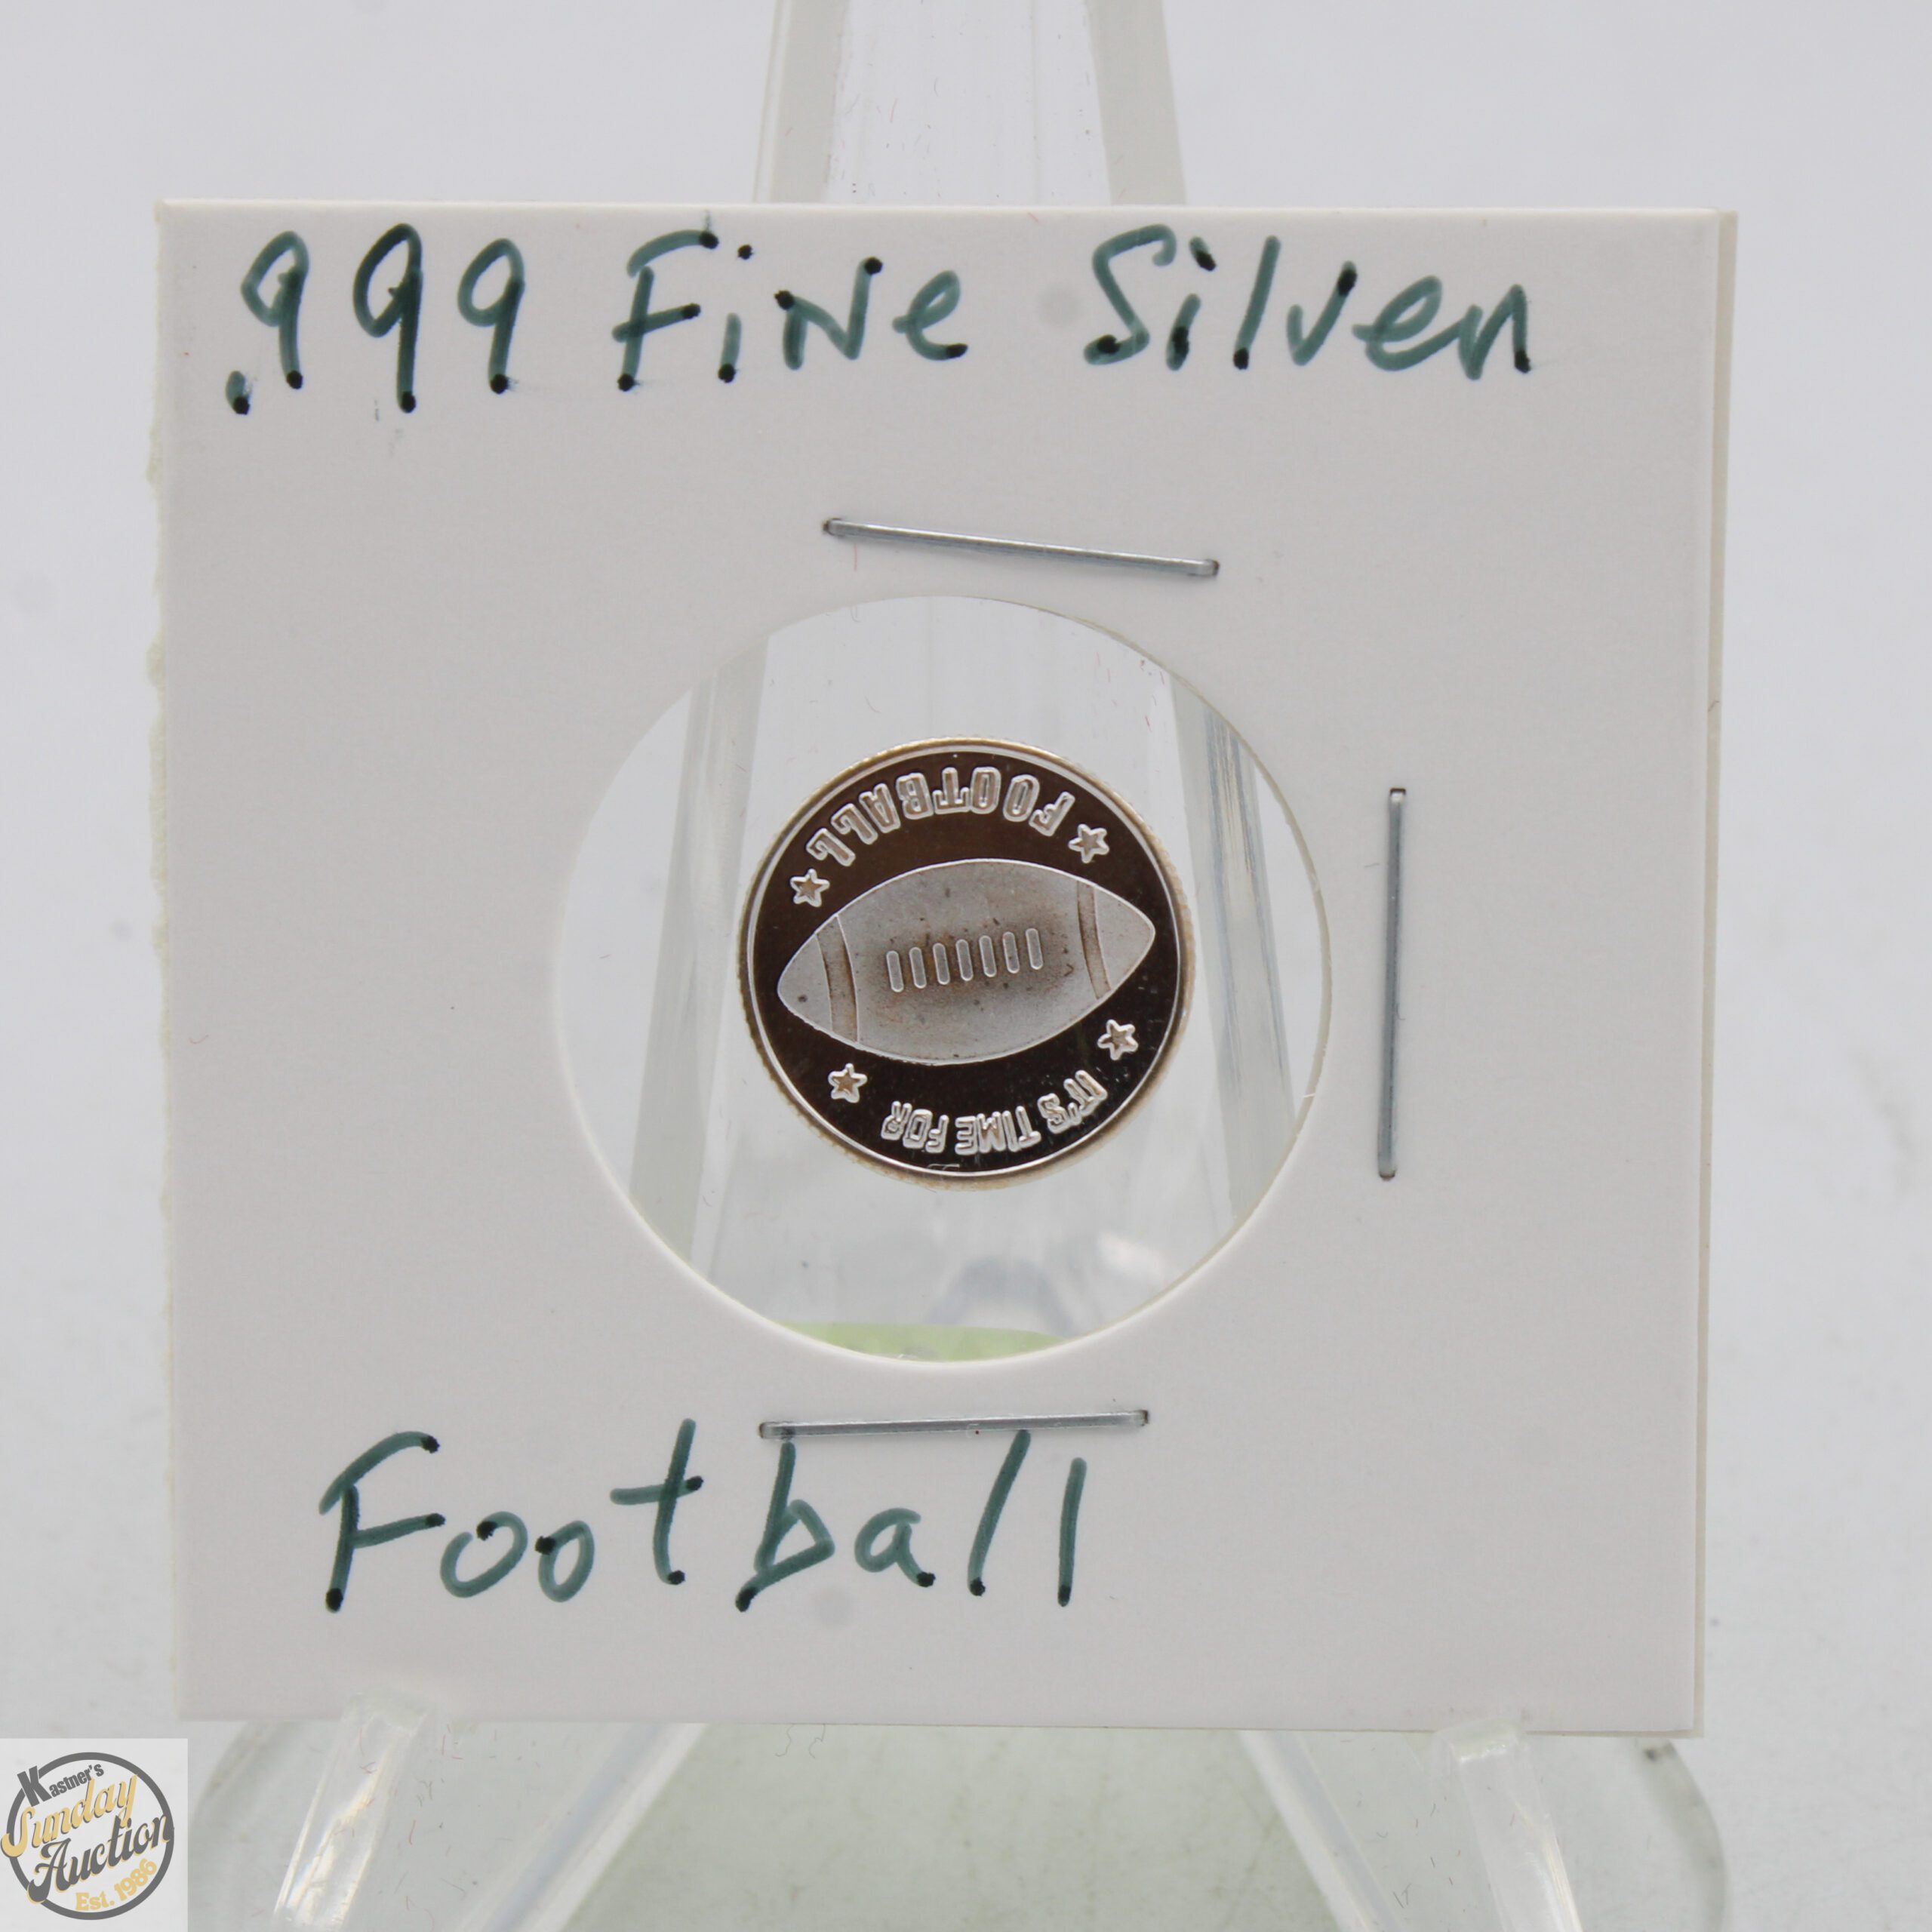 .999 Fine Silver
IT'S TIME FOR
FOOTBALL
Football
Kastner's
Sunday
Auction
Est. 1986